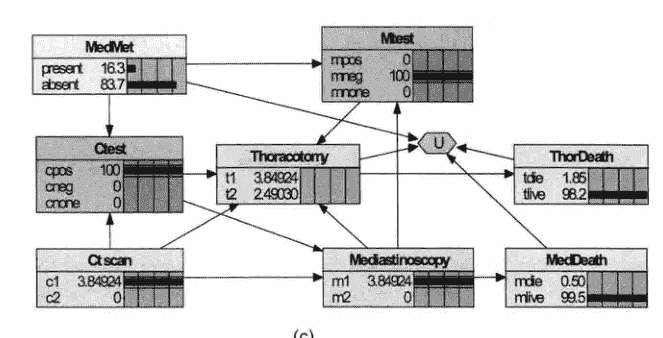 MedMet
present 16.3
absent 83.7
Mtest
mpos 0
mneg 100
mnone 0
Ctest
cpos 100
cneg 0
cnone 0
Thoracotomy
t1 3.84924
t2 2.49030
U
ThorDeath
tdie 1.85
tlive 98.2
Ct scan
c1 3.84924
c2 0
Mediastinoscopy
m1 3.84924
m2 0
MedDeath
mdie 0.50
mlive 99.5